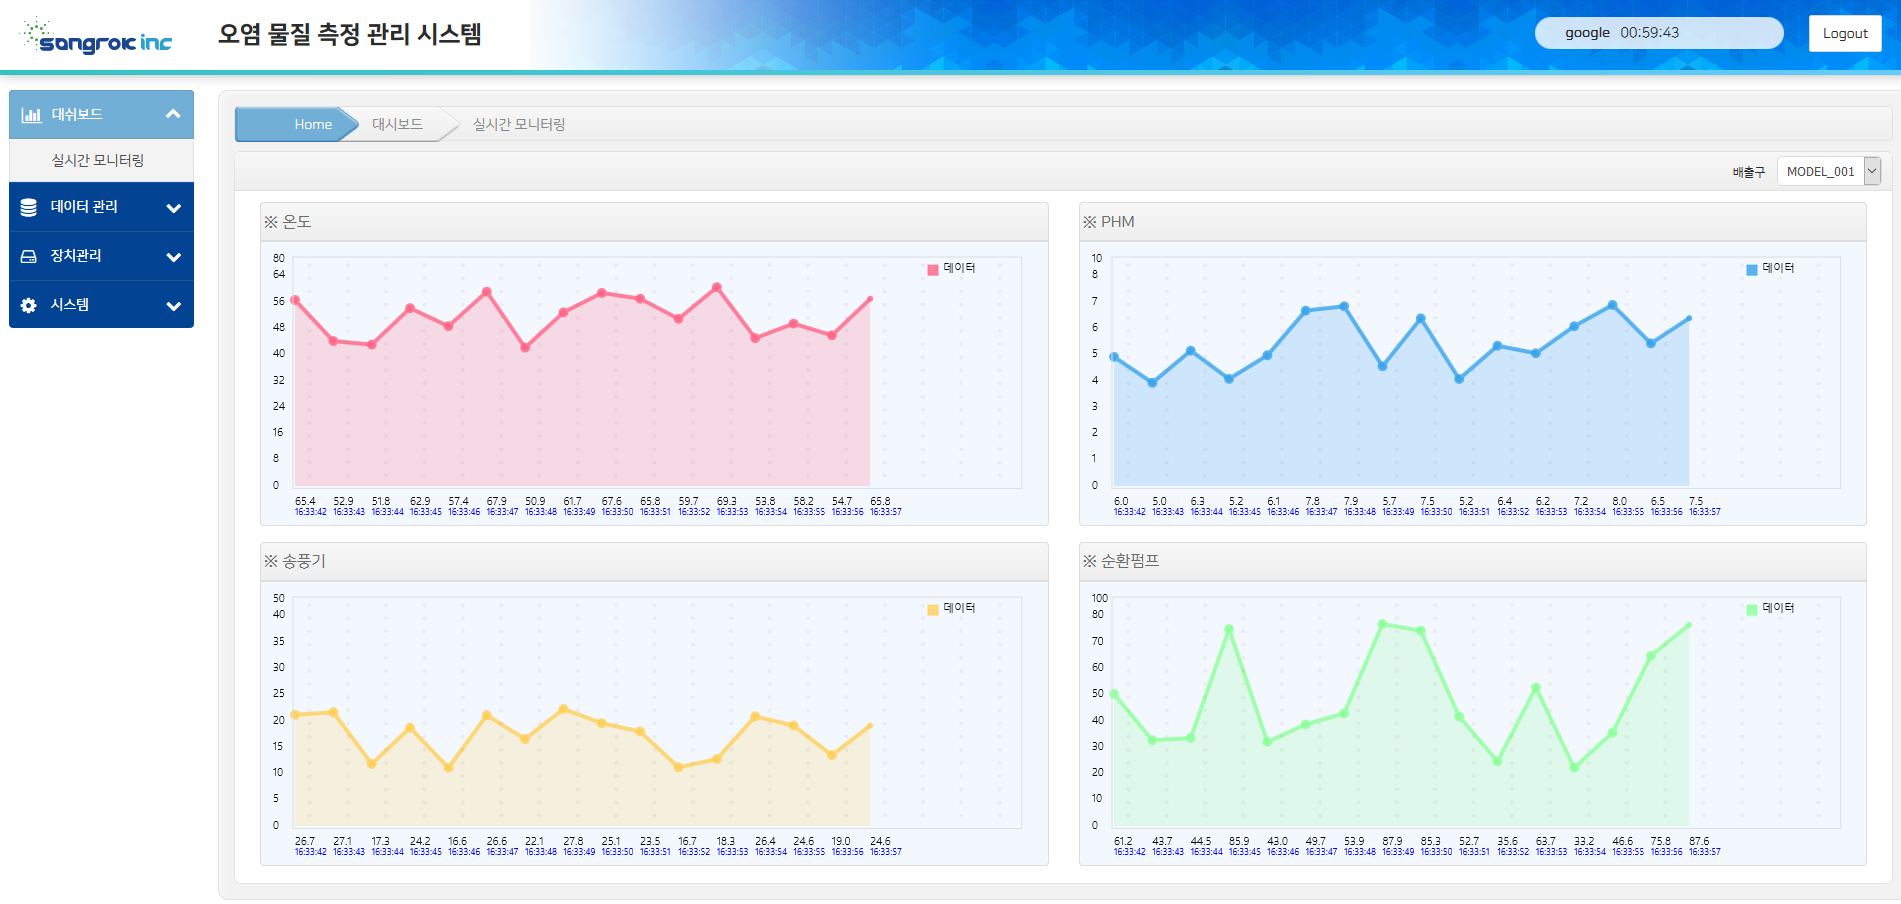 sangrok inc
오염 물질 측정 관리 시스템
google 00:59:43
Logout
대쉬보드
실시간 모니터링
데이터 관리
장치관리
시스템
Home 대시보드 실시간 모니터링
배출구 MODEL_001
※ 온도
데이터
80
64
56
48
40
32
24
16
8
0
65.4 52.9 51.8 62.9 57.4 67.9 50.9 61.7 67.6 65.8 59.7 69.3 53.8 58.2 54.7 65.8
16:33:42 16:33:43 16:33:44 16:33:45 16:33:46 16:33:47 16:33:48 16:33:49 16:33:50 16:33:51 16:33:52 16:33:53 16:33:54 16:33:55 16:33:56 16:33:57
※ PHM
데이터
10
8
7
6
5
4
3
2
1
0
6.0 5.0 6.3 5.2 6.1 7.8 7.9 5.7 7.5 5.2 6.4 6.2 7.2 8.0 6.5 7.5
16:33:42 16:33:43 16:33:44 16:33:45 16:33:46 16:33:47 16:33:48 16:33:49 16:33:50 16:33:51 16:33:52 16:33:53 16:33:54 16:33:55 16:33:56 16:33:57
※ 송풍기
데이터
50
40
35
30
25
20
15
10
5
0
26.7 27.1 17.3 24.2 16.6 26.6 22.1 27.8 25.1 23.5 16.7 18.3 26.4 24.6 19.0 24.6
16:33:42 16:33:43 16:33:44 16:33:45 16:33:46 16:33:47 16:33:48 16:33:49 16:33:50 16:33:51 16:33:52 16:33:53 16:33:54 16:33:55 16:33:56 16:33:57
※ 순환펌프
데이터
100
80
70
60
50
40
30
20
10
0
61.2 43.7 44.5 85.9 43.0 49.7 53.9 87.9 85.3 52.7 35.6 63.7 33.2 46.6 75.8 87.6
16:33:42 16:33:43 16:33:44 16:33:45 16:33:46 16:33:47 16:33:48 16:33:49 16:33:50 16:33:51 16:33:52 16:33:53 16:33:54 16:33:55 16:33:56 16:33:57